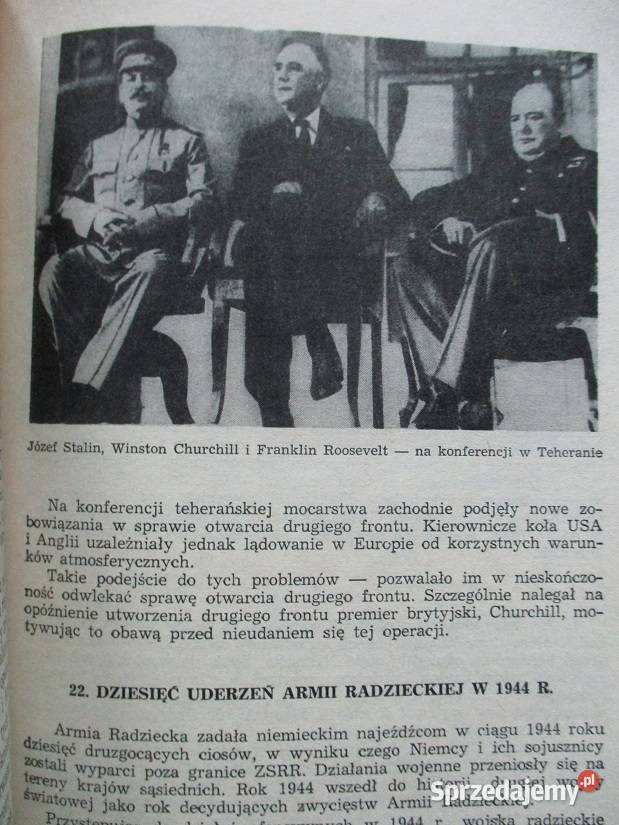 Józef Stalin, Winston Churchill i Franklin Roosevelt — na konferencji w Teheranie
Na konferencji teherańskiej mocarstwa zachodnie podjęły nowe zo-
bowiązania w sprawie otwarcia drugiego frontu. Kierownicze koła USA
i Anglii uzależniały jednak lądowanie w Europie od korzystnych warun-
ków atmosferycznych.
Takie podejście do tych problemów — pozwalało im w nieskończo-
ność odwlekać sprawę otwarcia drugiego frontu. Szczególnie nalegał na
opóźnienie utworzenia drugiego frontu premier brytyjski, Churchill, mo-
tywując to obawą przed nieudaniem się tej operacji.
22. DZIESIĘĆ UDERZEŃ ARMII RADZIECKIEJ W 1944 R.
Armia Radziecka zadała niemieckim najeźdźcom w ciągu 1944 roku
dziesięć druzgocących ciosów, w wyniku czego Niemcy i ich sojusznicy
zostali wyparci poza granice ZSRR. Działania wojenne przeniosły się na
tereny krajów sąsiednich. Rok 1944 wszedł do historii drugiej wojny
światowej jako rok decydujących zwycięstw Armii Radzieckiej.
1944 r. wojska radzieckie
Sprzedajemy.pl